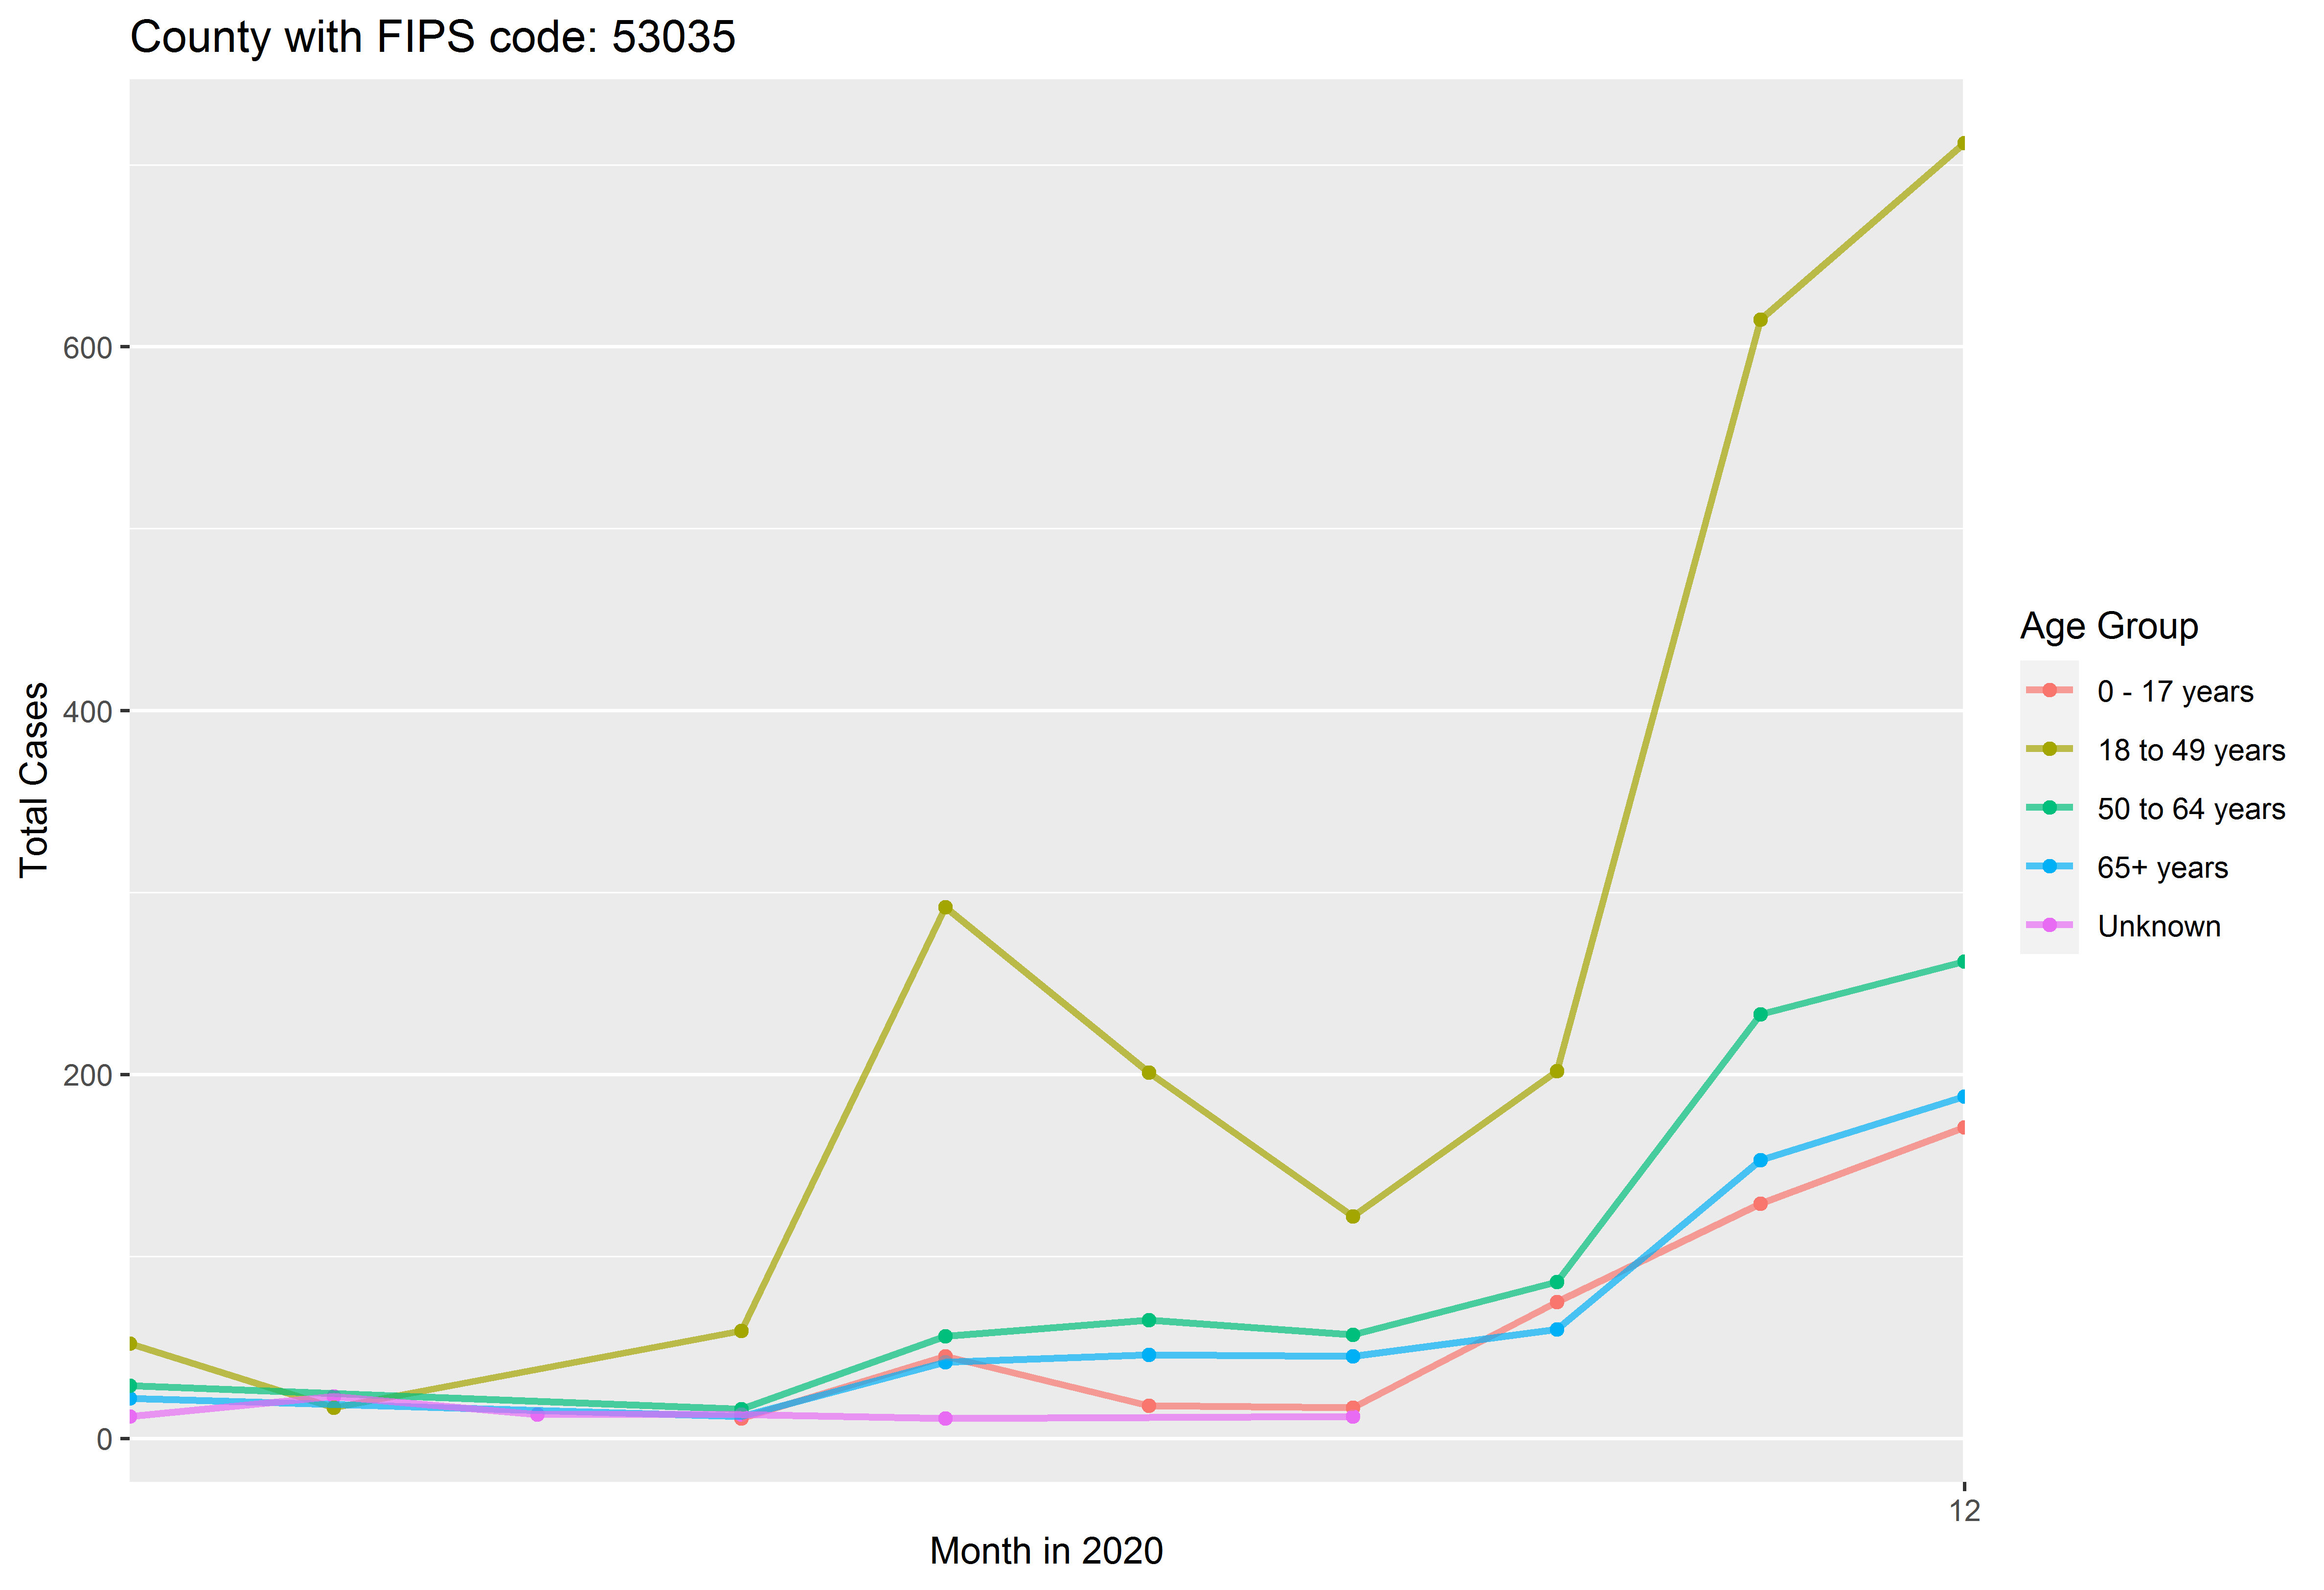 County with FIPS code: 53035
Total Cases
600
400
200
0
12
Month in 2020
Age Group
0 - 17 years
18 to 49 years
50 to 64 years
65+ years
Unknown